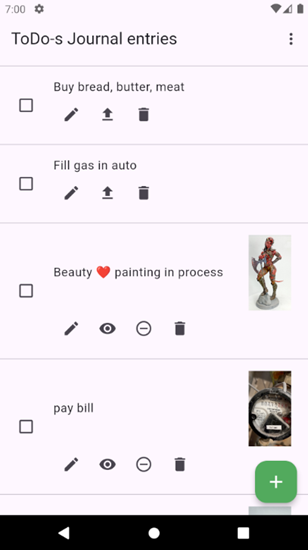 7:00
ToDo-s Journal entries
Buy bread, butter, meat
Fill gas in auto
Beauty ❤️ painting in process
pay bill